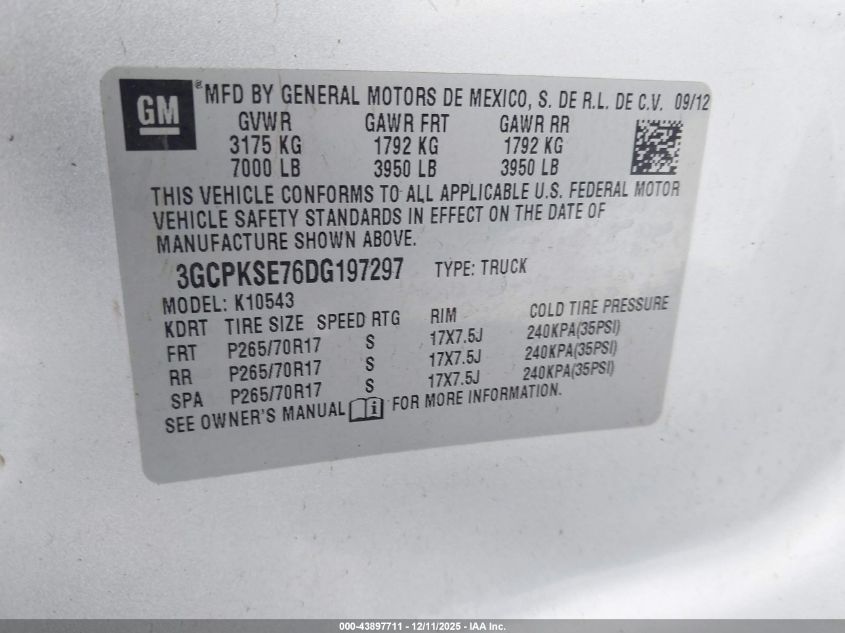 GM
® MFD BY GENERAL MOTORS DE MEXICO, S. DE R.L. DE C.V. 09/12
GVWR GAWR FRT GAWR RR
3175 KG 1792 KG 1792 KG
7000 LB 3950 LB 3950 LB
THIS VEHICLE CONFORMS TO ALL APPLICABLE U.S. FEDERAL MOTOR
VEHICLE SAFETY STANDARDS IN EFFECT ON THE DATE OF
MANUFACTURE SHOWN ABOVE.
3GCPKSE76DG197297 TYPE: TRUCK
MODEL: K10543
KDRT TIRE SIZE SPEED RTG RIM COLD TIRE PRESSURE
FRT P265/70R17 S 17X7.5J 240KPA(35PSI)
RR P265/70R17 S 17X7.5J 240KPA(35PSI)
SPA P265/70R17 S 17X7.5J 240KPA(35PSI)
SEE OWNER'S MANUAL FOR MORE INFORMATION.
000-43897711 - 12/11/2025 - IAA Inc.